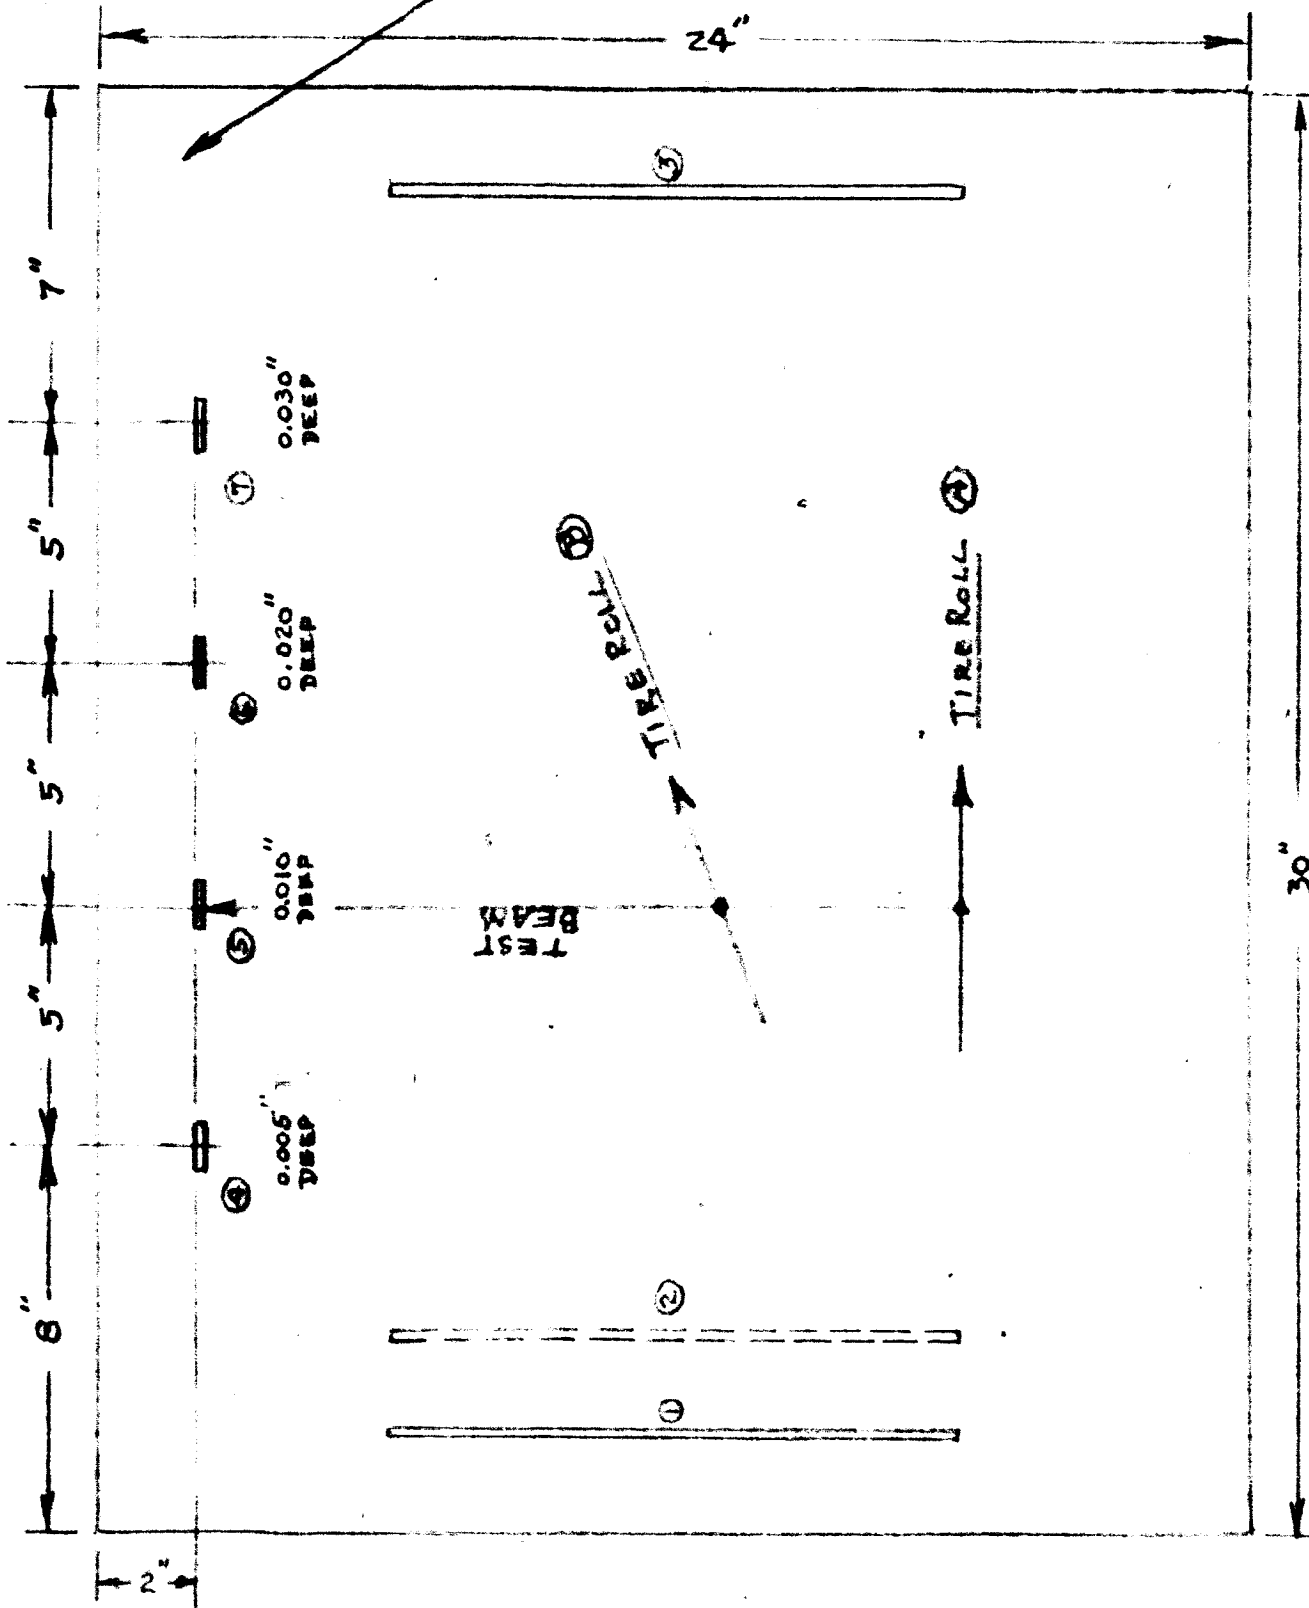 24"
7"
5"
5"
5"
8"
2"
30"
③
0.030"
DEEP
⑦
0.020"
DEEP
⑥
0.010"
DEEP
⑤
0.005"
DEEP
④
TEST
BEAM
TIRE ROLL Ⓑ
TIRE ROLL Ⓐ
②
①